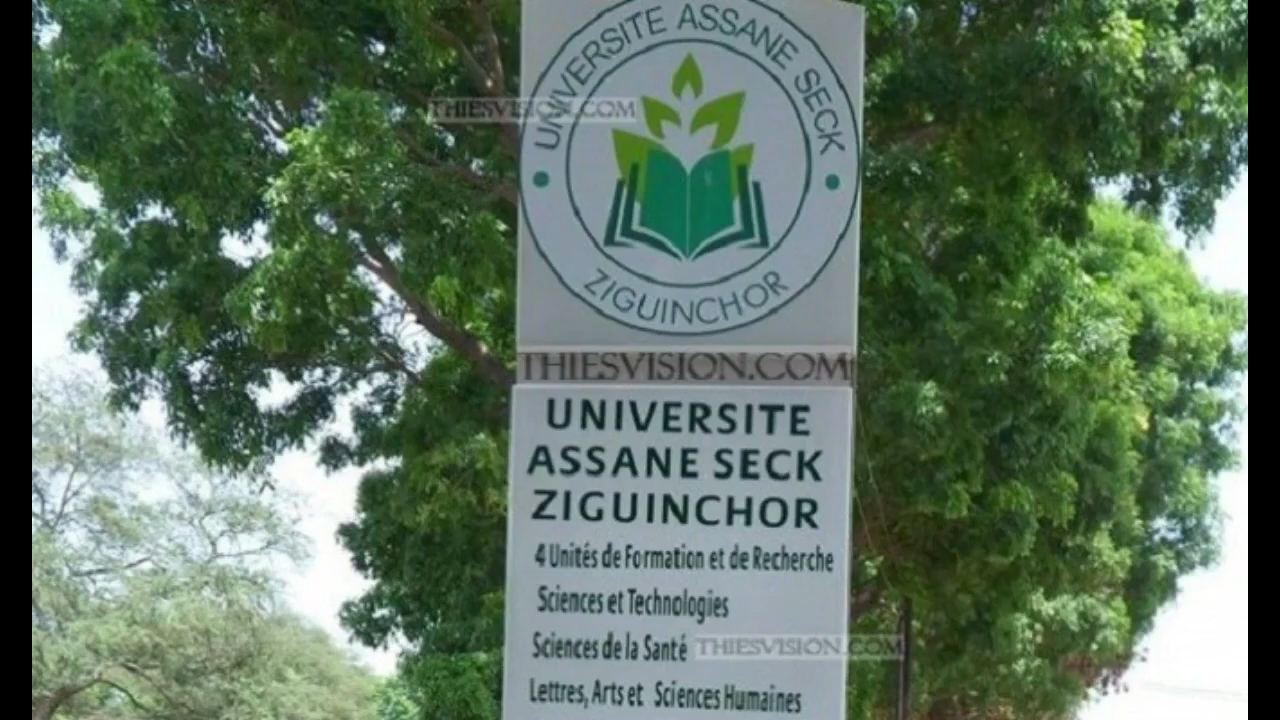 UNIVERSITE ASSANE SECK
ZIGUINCHOR
THIESVISION.COM
THIESVISION.COM
UNIVERSITE
ASSANE SECK
ZIGUINCHOR
4 Unités de Formation et de Recherche
Sciences et Technologies
Sciences de la Santé
THIESVISION.COM
Lettres, Arts et Sciences Humaines